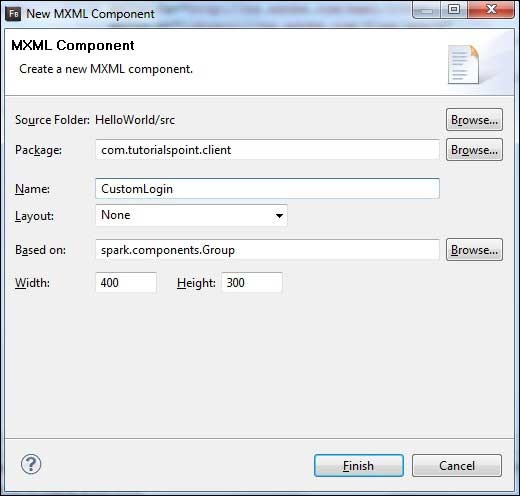 Fb New MXML Component
MXML Component
Create a new MXML component.
Source Folder: HelloWorld/src Browse...
Package: com.tutorialspoint.client Browse...
Name: CustomLogin
Layout: None
Based on: spark.components.Group Browse...
Width: 400 Height: 300
? Finish Cancel